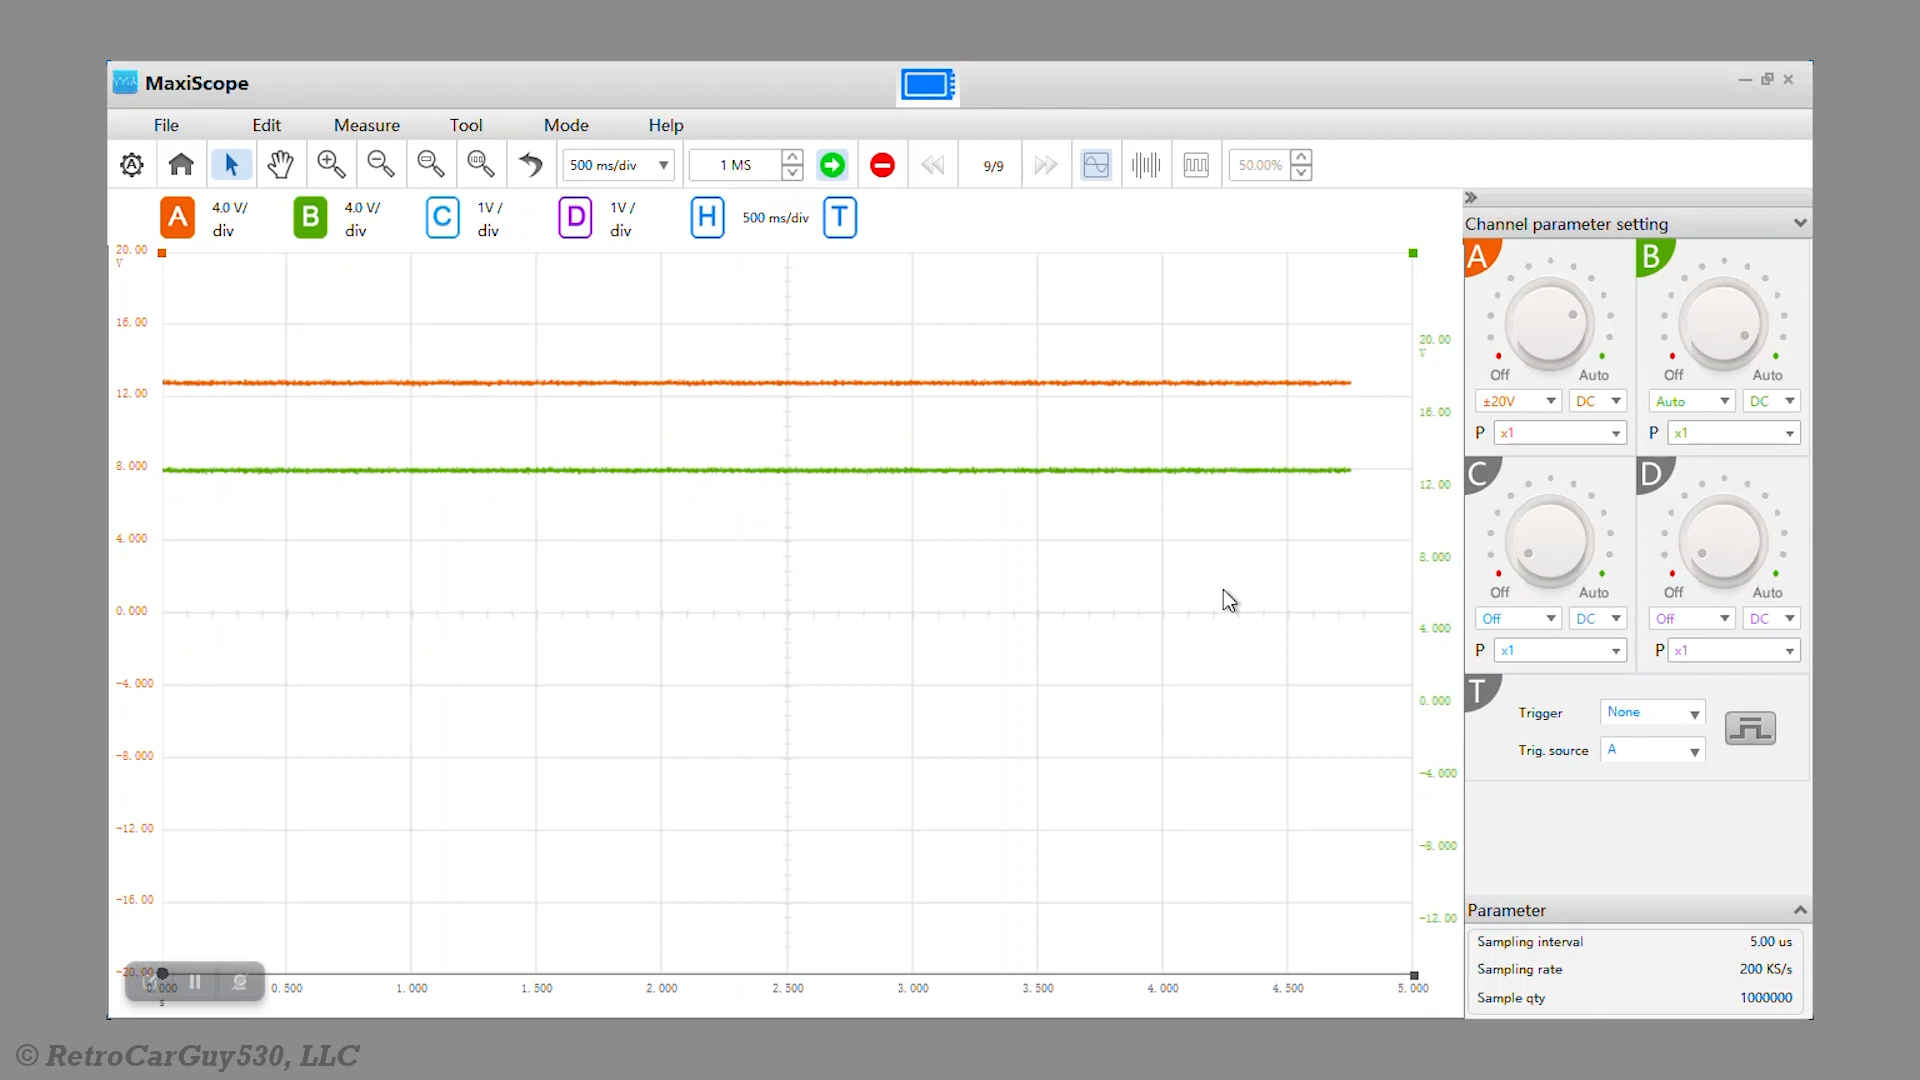 MaxiScope
File Edit Measure Tool Mode Help
500 ms/div 1 MS 9/9 50.00%
A 4.0 V/ div B 4.0 V/ div C 1V / div D 1V / div H 500 ms/div T
20.00
V
16.00
12.00
8.000
4.000
0.000
-4.000
-8.000
-12.00
-16.00
-20.00
0.000 0.500 1.000 1.500 2.000 2.500 3.000 3.500 4.000 4.500 5.000
s
20.00
V
16.00
12.00
8.000
4.000
0.000
-4.000
-8.000
-12.00
Channel parameter setting
A B
Off Auto Off Auto
±20V DC Auto DC
P x1 P x1
C D
Off Auto Off Auto
Off DC Off DC
P x1 P x1
T
Trigger None
Trig. source A
Parameter
Sampling interval 5.00 us
Sampling rate 200 KS/s
Sample qty 1000000
© RetroCarGuy530, LLC